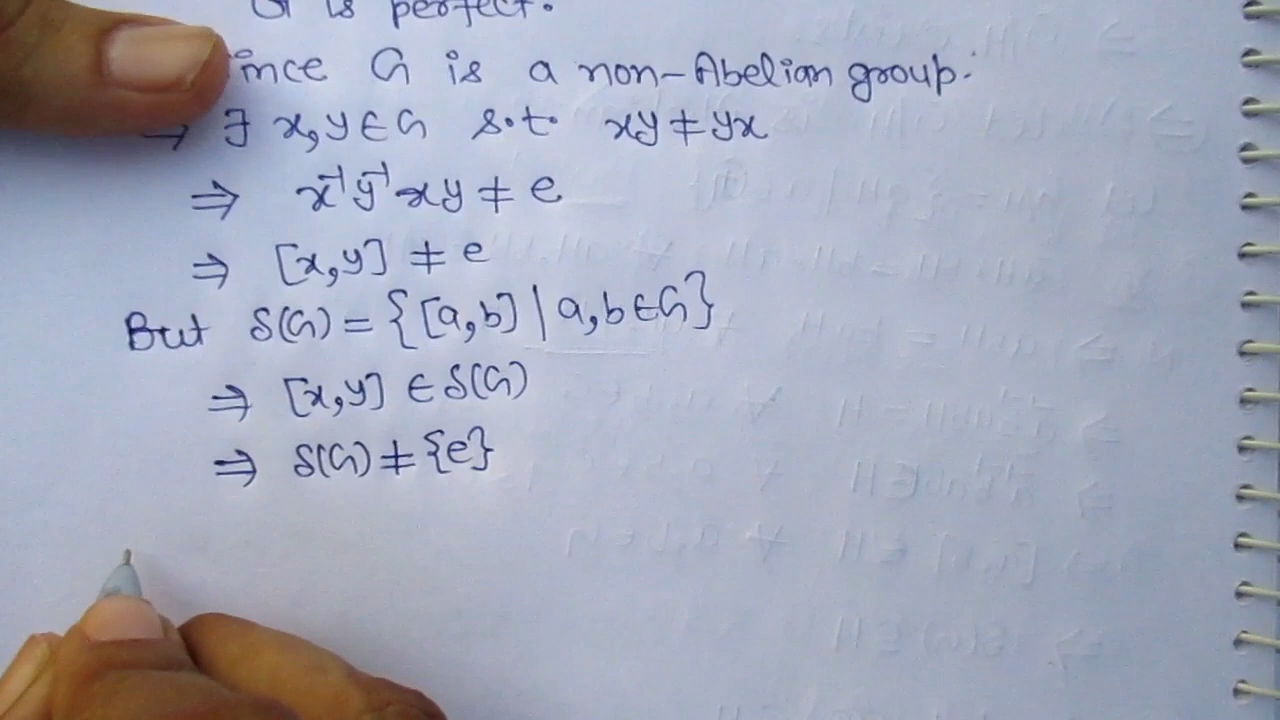 G is perfect.
ince G is a non-Abelian group.
→ ∃ x,y∈G s.t. xy≠yx
⇒ x⁻¹y⁻¹xy≠e
⇒ [x,y] ≠ e
But δ(G) = {[a,b] | a,b∈G}
⇒ [x,y] ∈ δ(G)
⇒ δ(G) ≠ {e}